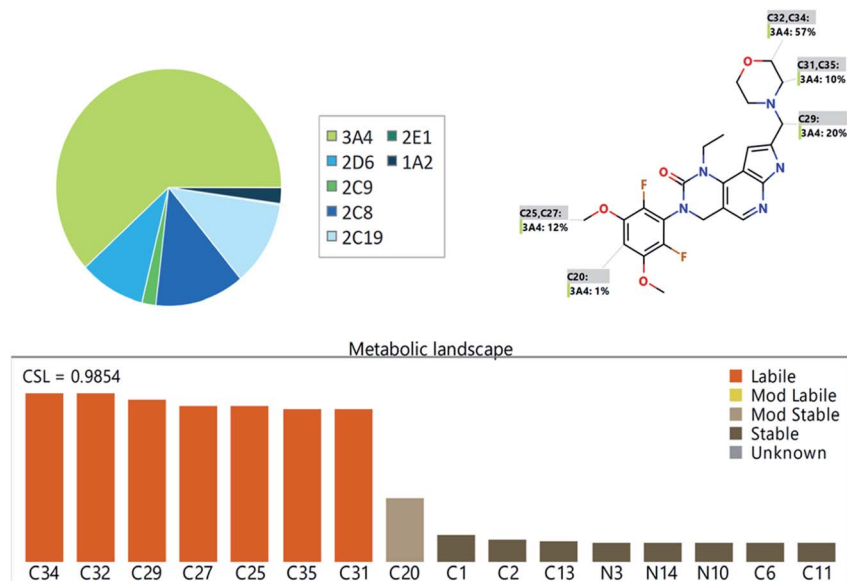 3A4 2E1
2D6 1A2
2C9
2C8
2C19
C32,C34:
3A4: 57%
C31,C35:
3A4: 10%
C29:
3A4: 20%
C25,C27:
3A4: 12%
C20:
3A4: 1%
O
N
N
O
N
N
N
F
F
O
O
Metabolic landscape
CSL = 0.9854
Labile
Mod Labile
Mod Stable
Stable
Unknown
C34 C32 C29 C27 C25 C35 C31 C20 C1 C2 C13 N3 N14 N10 C6 C11